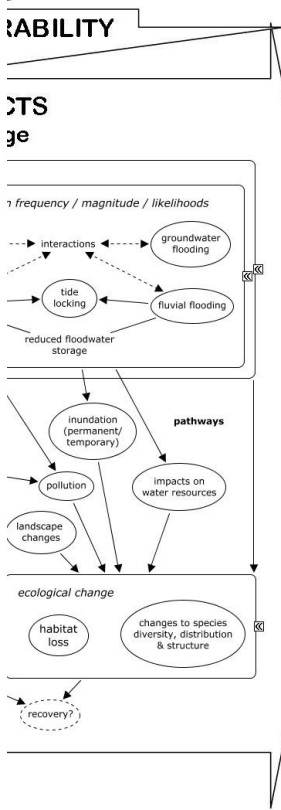 RABILITY
CTS
ge
n frequency / magnitude / likelihoods
interactions
groundwater
flooding
tide
locking
fluvial flooding
reduced floodwater
storage
inundation
(permanent/
temporary)
pathways
pollution
impacts on
water resources
landscape
changes
ecological change
habitat
loss
changes to species
diversity, distribution
& structure
recovery?